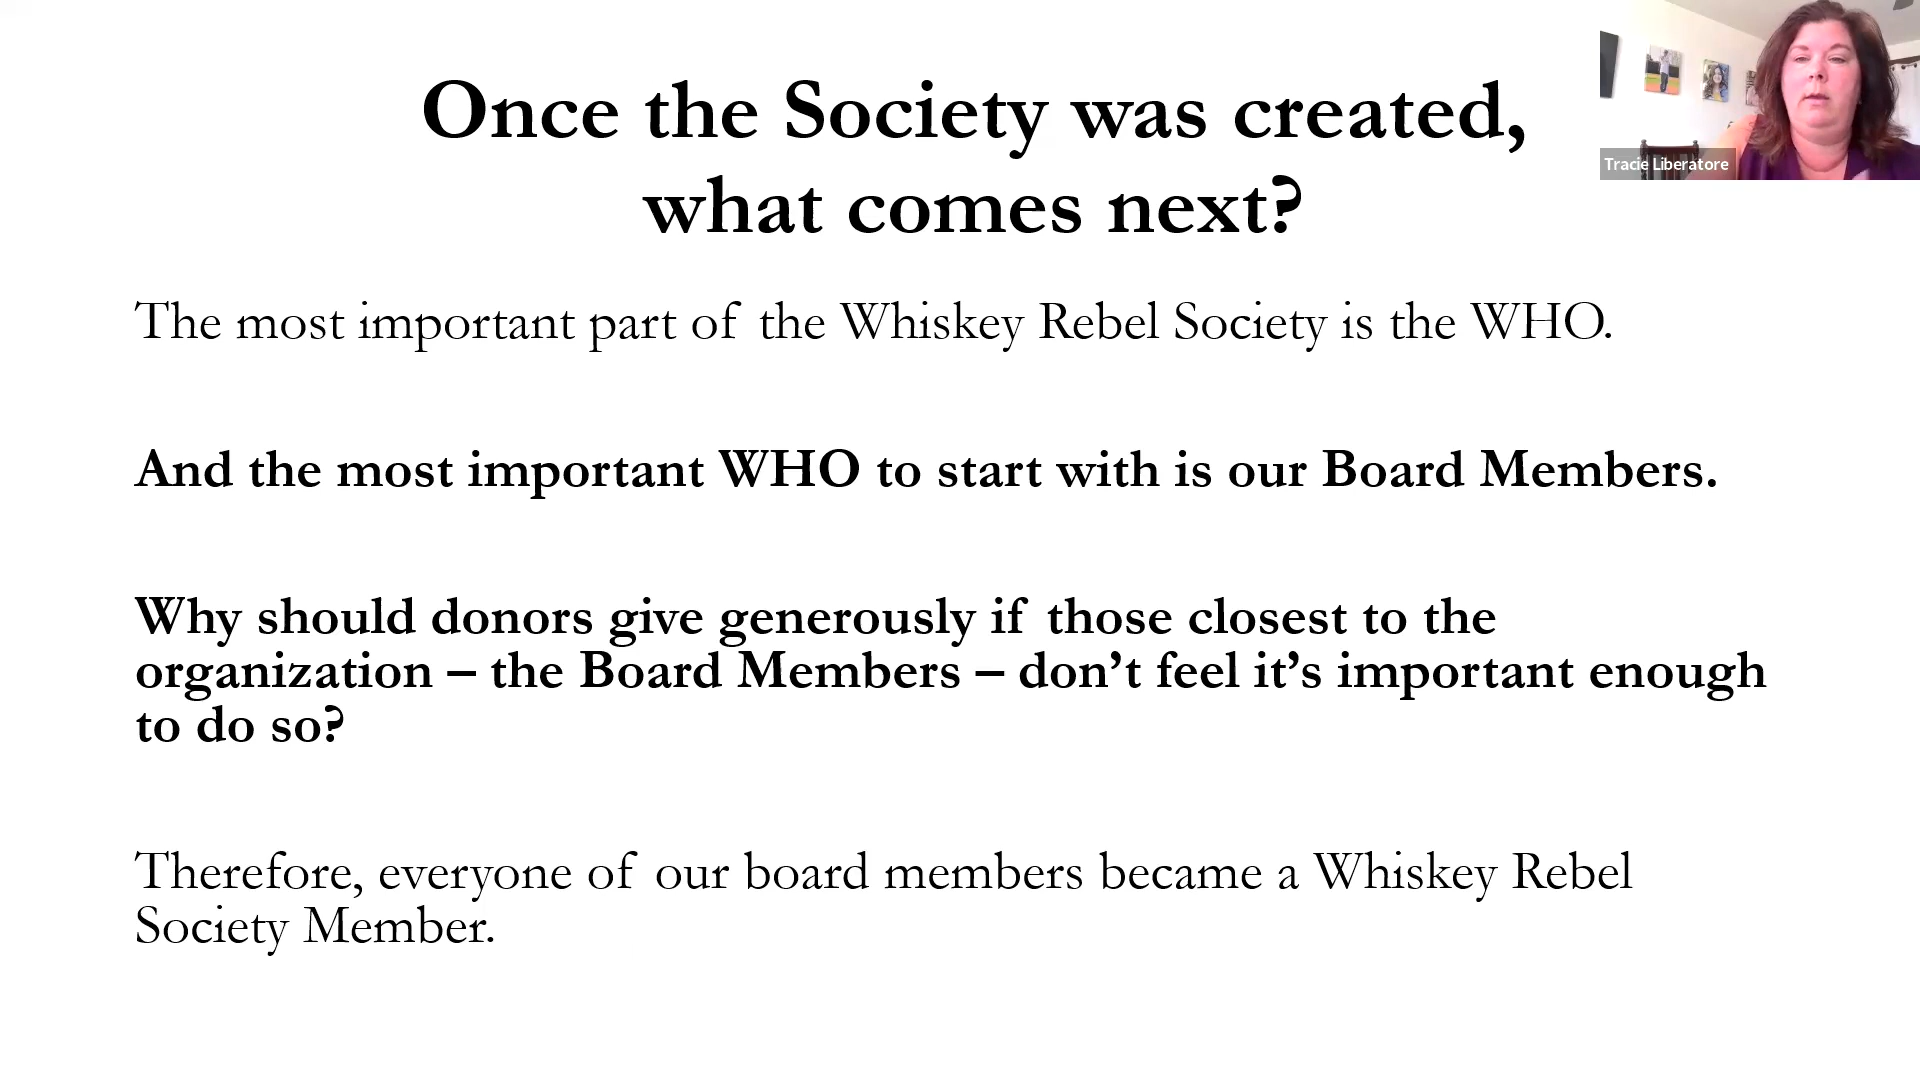 Once the Society was created,
what comes next?
Tracie Liberatore
The most important part of the Whiskey Rebel Society is the WHO.
And the most important WHO to start with is our Board Members.
Why should donors give generously if those closest to the
organization – the Board Members – don’t feel it’s important enough
to do so?
Therefore, everyone of our board members became a Whiskey Rebel
Society Member.